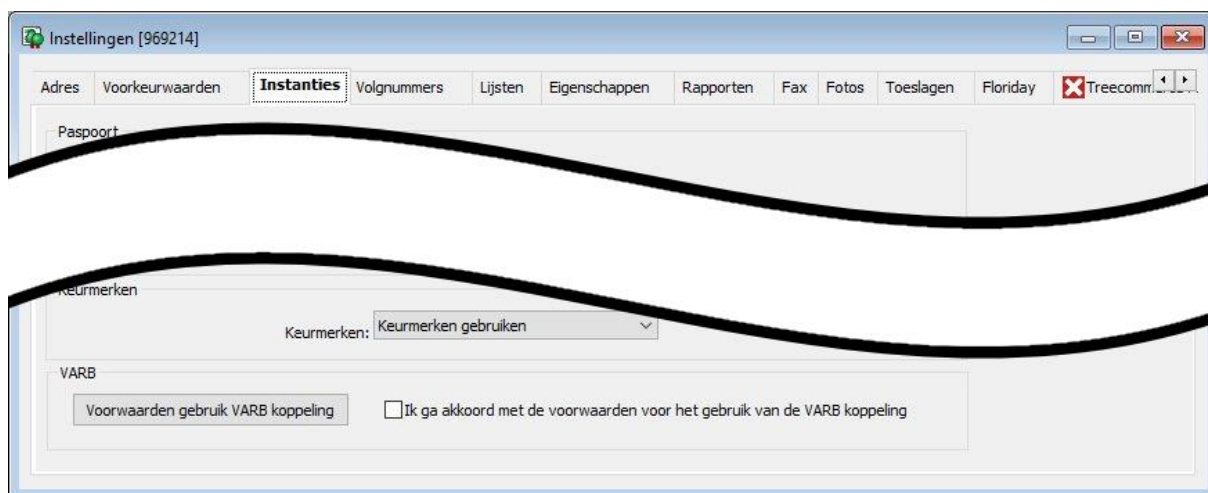 Instellingen [969214]
Adres Voorkeurwaarden Instanties Volgnummers Lijsten Eigenschappen Rapporten Fax Fotos Toeslagen Floriday
Paspoort
Keurmerken
Keurmerken: Keurmerken gebruiken
VARB
Voorwaarden gebruik VARB koppeling Ik ga akkoord met de voorwaarden voor het gebruik van de VARB koppeling